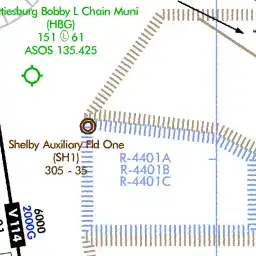 Bobby L Chain Muni
(HBG)
151 Ⓛ 61
ASOS 135.425
Shelby Auxiliary Fld One
(SH1)
305 - 35
R-4401A
R-4401B
R-4401C
V114
6000
2000G